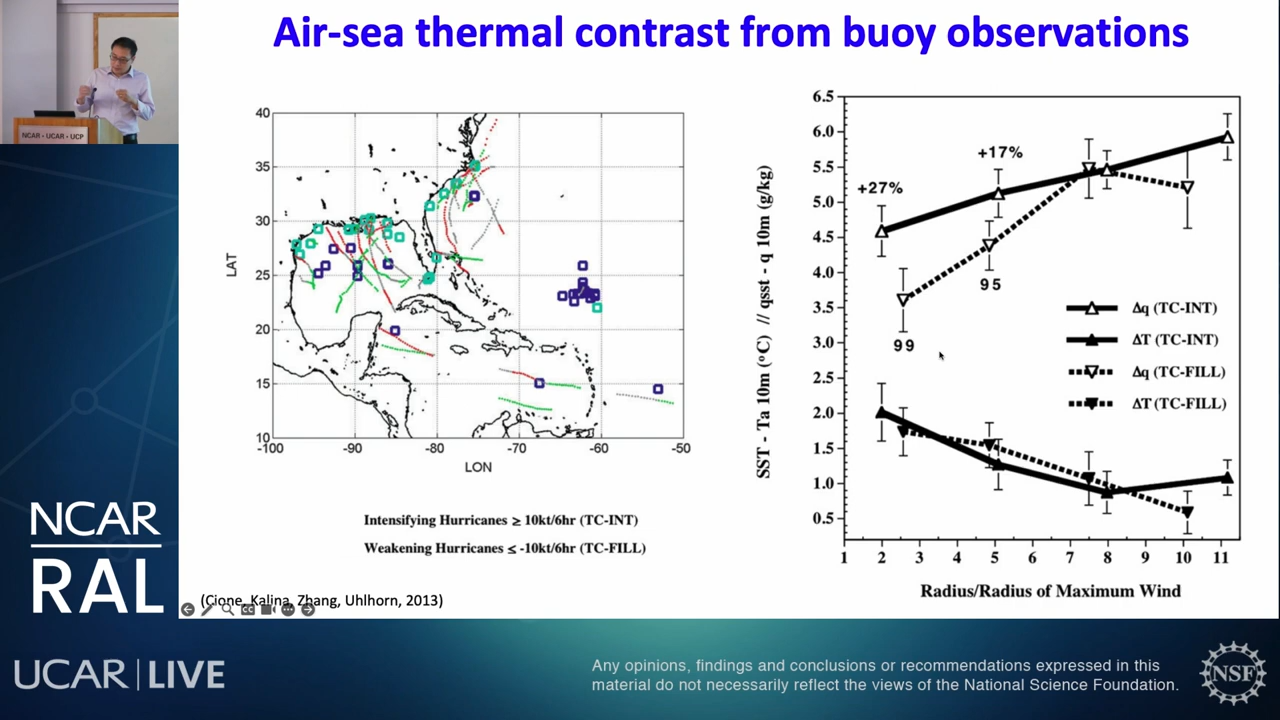 Air-sea thermal contrast from buoy observations
NCAR • UCAR • UCP
40
35
30
25
20
15
10
LAT
-100
-90
-80
-70
-60
-50
LON
Intensifying Hurricanes ≥ 10kt/6hr (TC-INT)
Weakening Hurricanes ≤ -10kt/6hr (TC-FILL)
(Cione, Kalina, Zhang, Uhlhorn, 2013)
SST - Ta 10m (°C) // qsst - q 10m (g/kg)
6.5
6.0
5.5
5.0
4.5
4.0
3.5
3.0
2.5
2.0
1.5
1.0
0.5
+27%
+17%
95
99
Δq (TC-INT)
ΔT (TC-INT)
Δq (TC-FILL)
ΔT (TC-FILL)
1 2 3 4 5 6 7 8 9 10 11
Radius/Radius of Maximum Wind
NCAR
RAL
UCAR | LIVE
Any opinions, findings and conclusions or recommendations expressed in this
material do not necessarily reflect the views of the National Science Foundation.
NSF